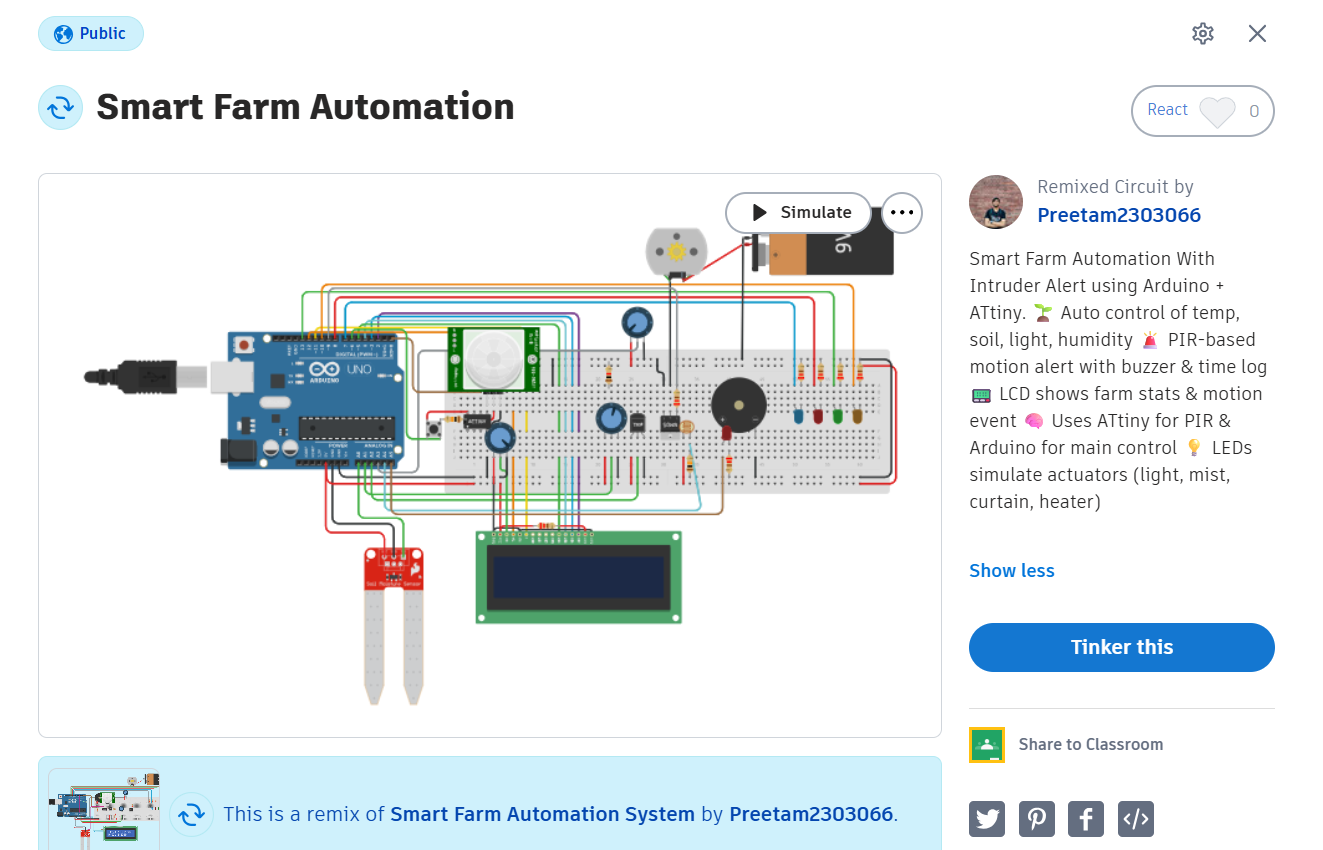 Public
Smart Farm Automation
React
0
Simulate
9V
DIGITAL (PWM ~)
UNO
ARDUINO
POWER
ATTINY
TMP
Soil Moisture Sensor
Remixed Circuit by
Preetam2303066
Smart Farm Automation With
Intruder Alert using Arduino +
ATtiny. 🌱 Auto control of temp,
soil, light, humidity 🚨 PIR-based
motion alert with buzzer & time log
📟 LCD shows farm stats & motion
event 🧠 Uses ATtiny for PIR &
Arduino for main control 💡 LEDs
simulate actuators (light, mist,
curtain, heater)
Show less
Tinker this
Share to Classroom
This is a remix of Smart Farm Automation System by Preetam2303066.